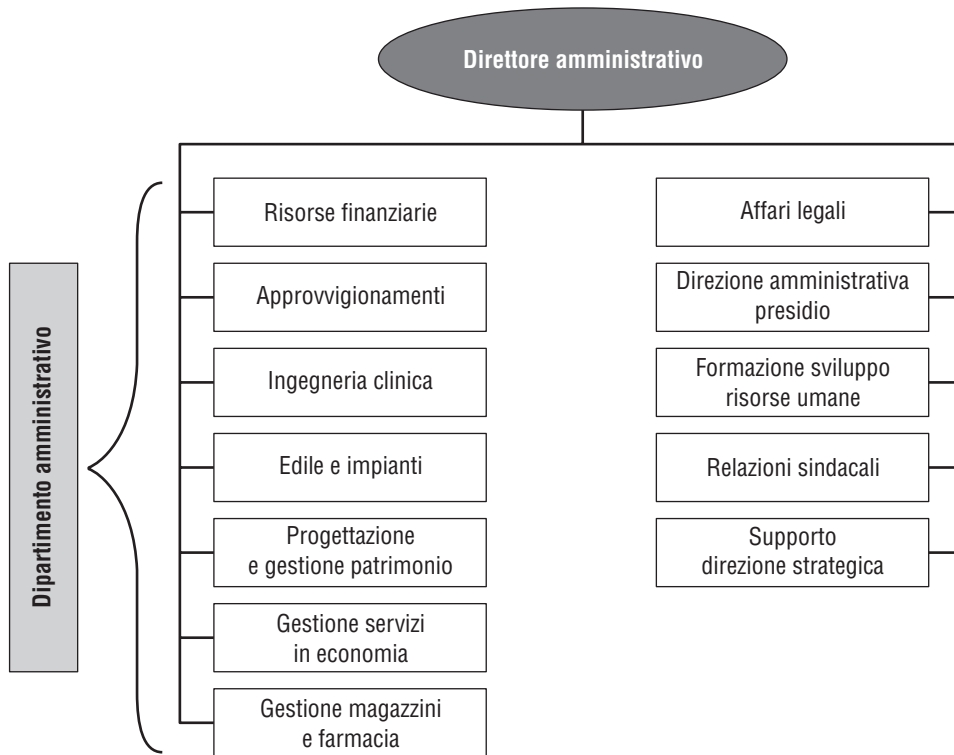 Direttore amministrativo
Dipartimento amministrativo
Risorse finanziarie
Approvvigionamenti
Ingegneria clinica
Edile e impianti
Progettazione
e gestione patrimonio
Gestione servizi
in economia
Gestione magazzini
e farmacia
Affari legali
Direzione amministrativa
presidio
Formazione sviluppo
risorse umane
Relazioni sindacali
Supporto
direzione strategica